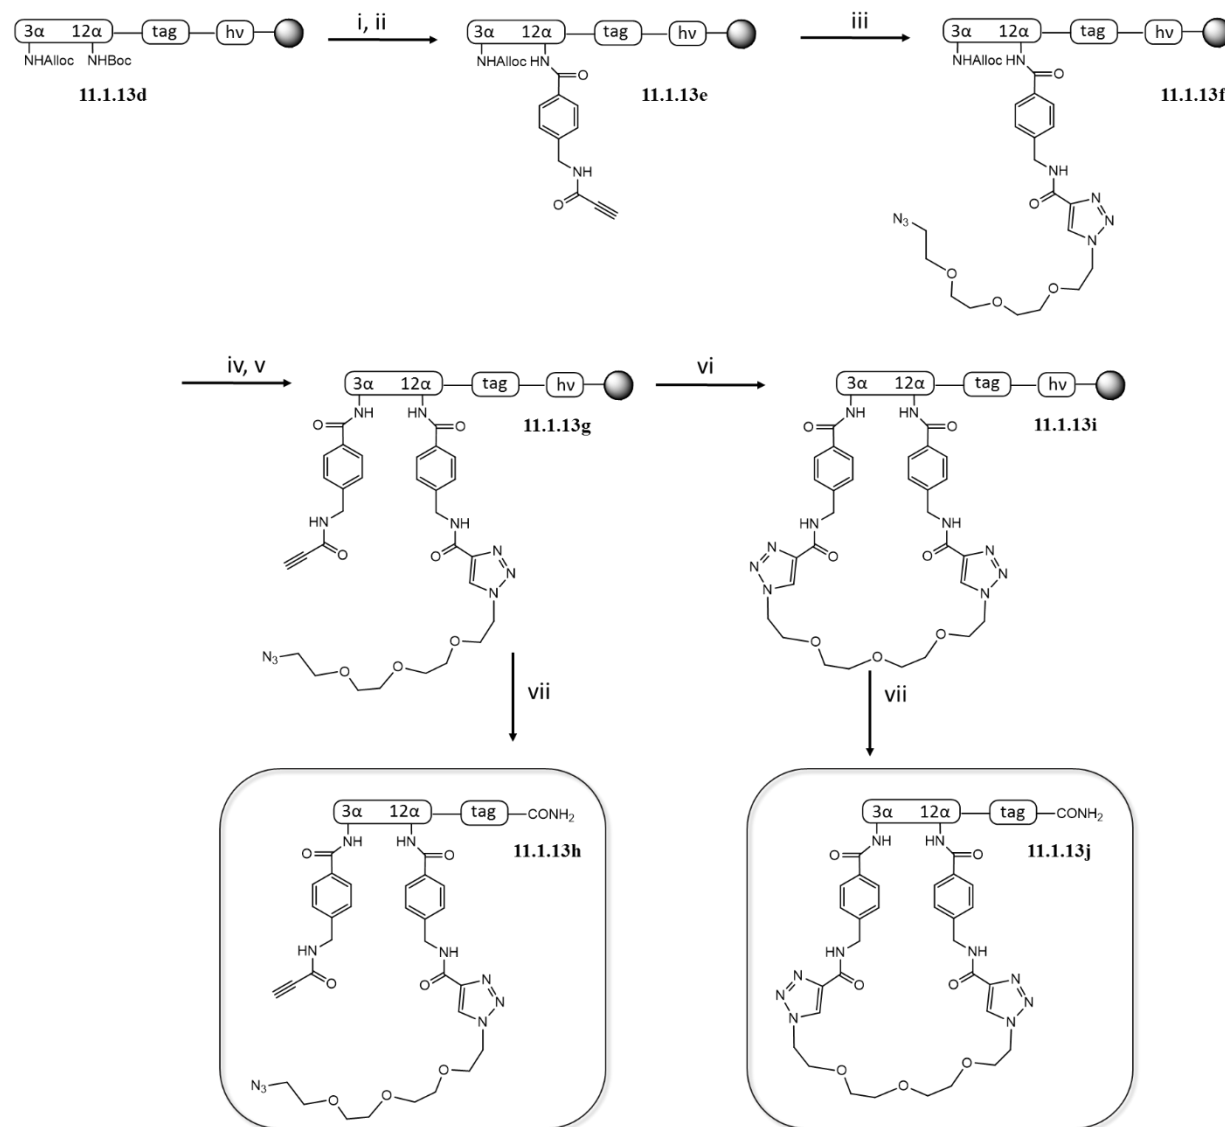 3α 12α tag hν
NHAlloc NHBoc
11.1.13d
i, ii
3α 12α tag hν
NHAlloc HN
O
11.1.13e
NH
O
iii
3α 12α tag hν
NHAlloc HN
O
11.1.13f
NH
O
N
N
N
N3
O
O
O
iv, v
3α 12α tag hν
NH HN
O O
11.1.13g
HN NH
O O
N
N
N
N3
O
O
O
vi
3α 12α tag hν
NH HN
O O
11.1.13i
HN NH
O O
N N
N N
N N
O O
O
vii
vii
3α 12α tag CONH2
NH HN
O O
11.1.13h
HN NH
O O
N
N
N
N3
O
O
O
3α 12α tag CONH2
NH HN
O O
11.1.13j
HN NH
O O
N N
N N
N N
O O
O